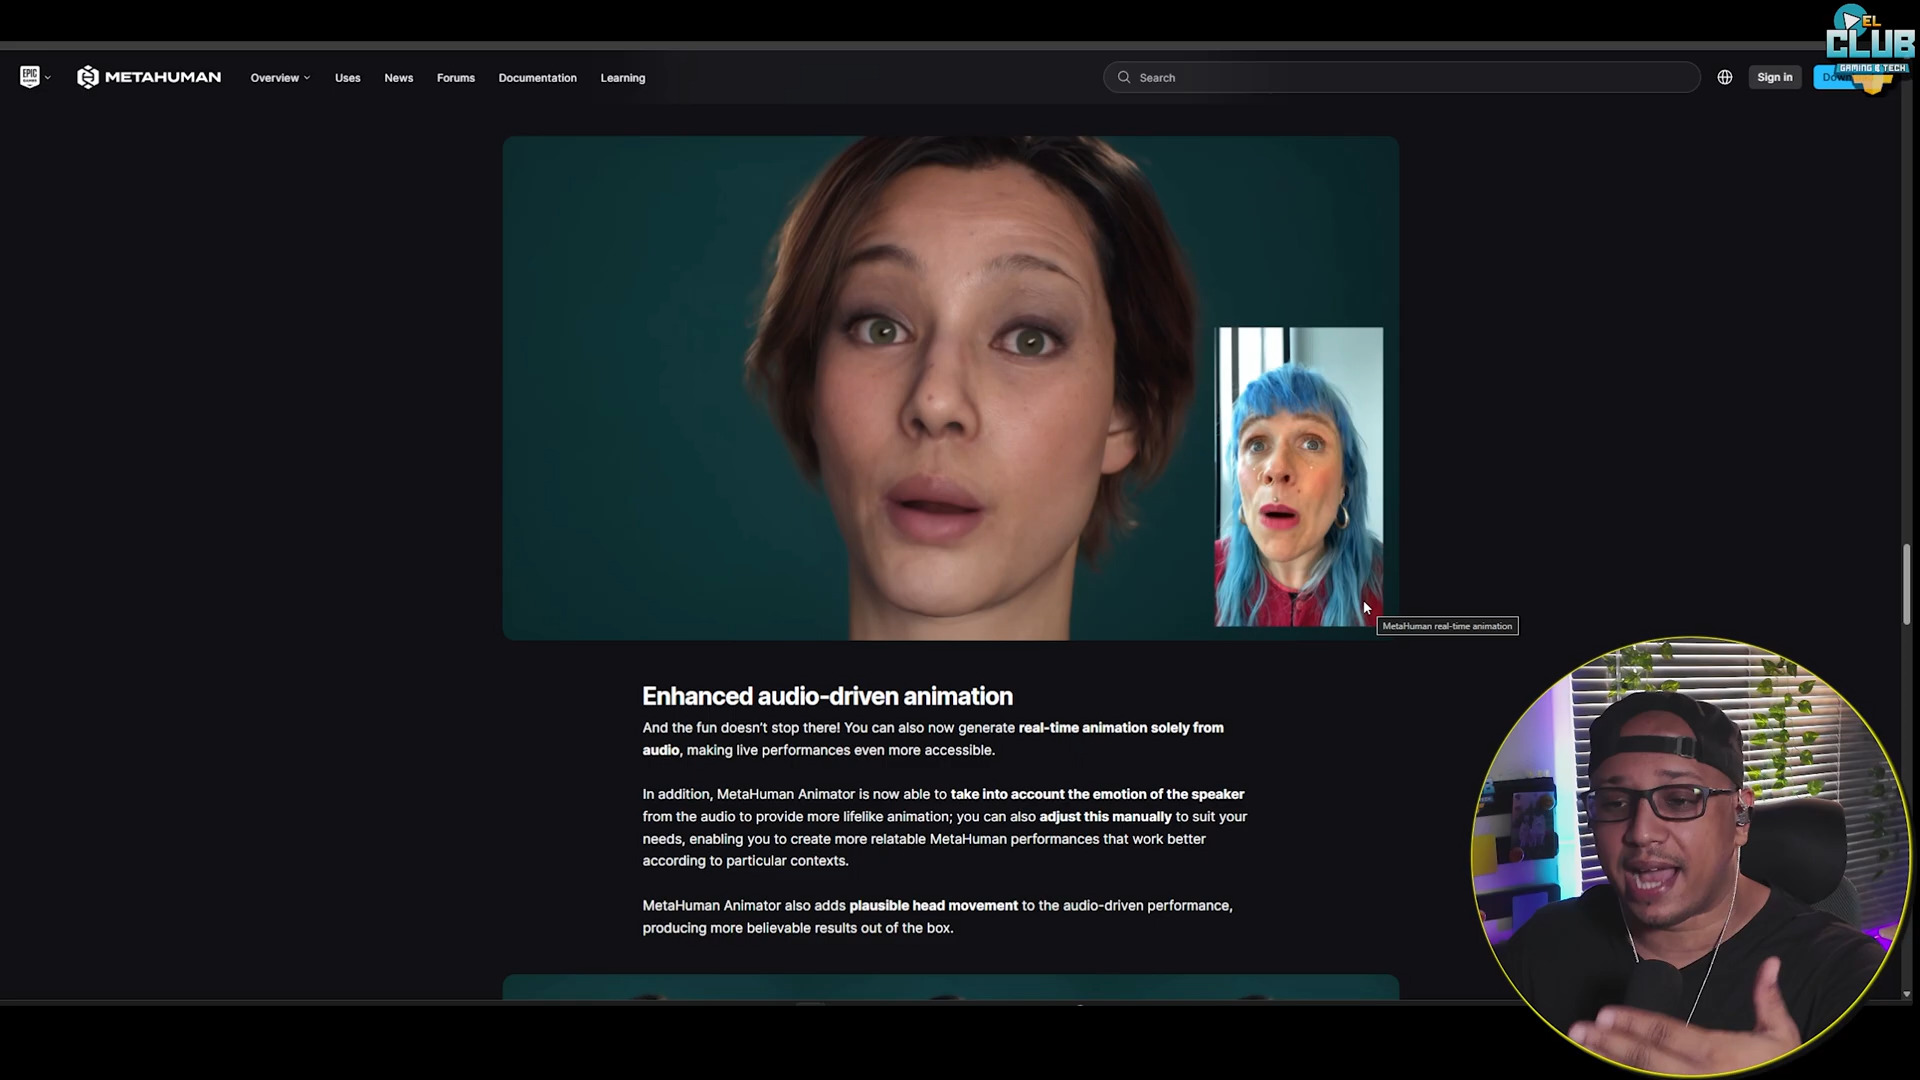 EL
CLUB
GAMING & TECH
EPIC
GAMES
METAHUMAN
Overview
Uses
News
Forums
Documentation
Learning
Search
Sign in
MetaHuman real-time animation
Enhanced audio-driven animation
And the fun doesn't stop there! You can also now generate real-time animation solely from
audio, making live performances even more accessible.
In addition, MetaHuman Animator is now able to take into account the emotion of the speaker
from the audio to provide more lifelike animation; you can also adjust this manually to suit your
needs, enabling you to create more relatable MetaHuman performances that work better
according to particular contexts.
MetaHuman Animator also adds plausible head movement to the audio-driven performance,
producing more believable results out of the box.